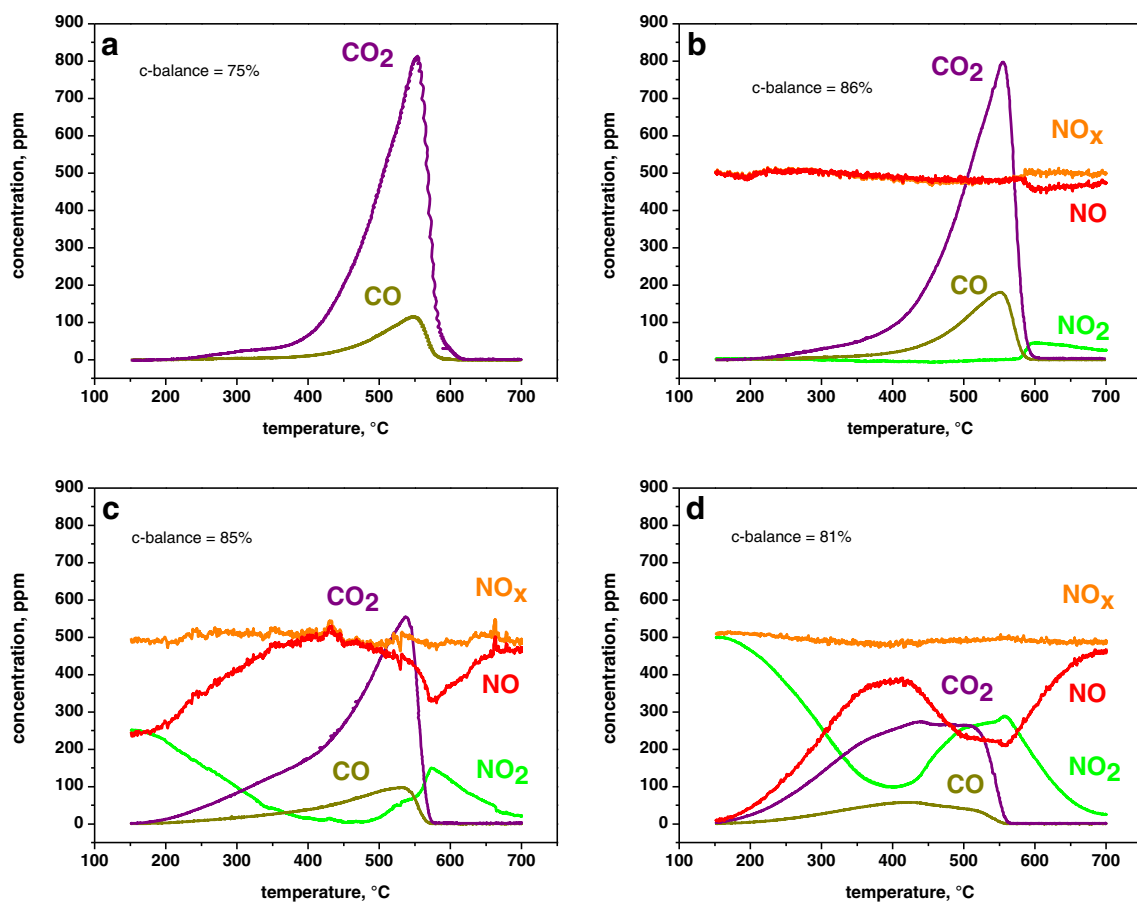 a
c-balance = 75%
CO2
CO
900
800
700
600
500
400
300
200
100
0
concentration, ppm
100 200 300 400 500 600 700
temperature, °C
b
c-balance = 86%
CO2
NOx
NO
CO
NO2
900
800
700
600
500
400
300
200
100
0
concentration, ppm
100 200 300 400 500 600 700
temperature, °C
c
c-balance = 85%
CO2
NOx
NO
CO
NO2
900
800
700
600
500
400
300
200
100
0
concentration, ppm
100 200 300 400 500 600 700
temperature, °C
d
c-balance = 81%
NOx
CO2
NO
NO2
CO
900
800
700
600
500
400
300
200
100
0
concentration, ppm
100 200 300 400 500 600 700
temperature, °C